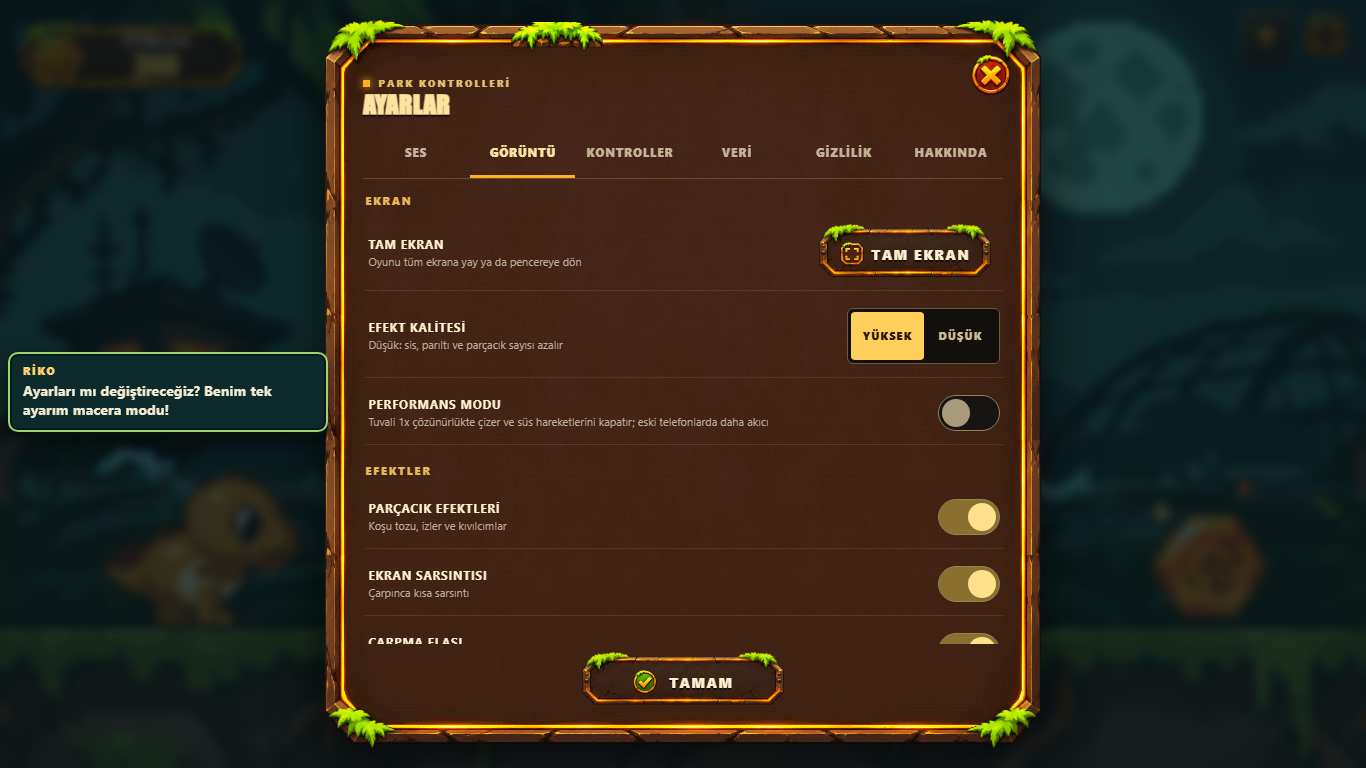 PARK KONTROLLERİ
AYARLAR
SES GÖRÜNTÜ KONTROLLER VERİ GİZLİLİK HAKKINDA
EKRAN
TAM EKRAN
Oyunu tüm ekrana yay ya da pencereye dön
TAM EKRAN
EFEKT KALİTESİ
Düşük: sis, parıltı ve parçacık sayısı azalır
YÜKSEK DÜŞÜK
RİKO
Ayarları mı değiştireceğiz? Benim tek
ayarım macera modu!
PERFORMANS MODU
Tuvali 1x çözünürlükte çizer ve süs hareketlerini kapatır; eski telefonlarda daha akıcı
EFEKTLER
PARÇACIK EFEKTLERİ
Koşu tozu, izler ve kıvılcımlar
EKRAN SARSINTISI
Çarpınca kısa sarsıntı
ÇARPMA FLAŞI
TAMAM